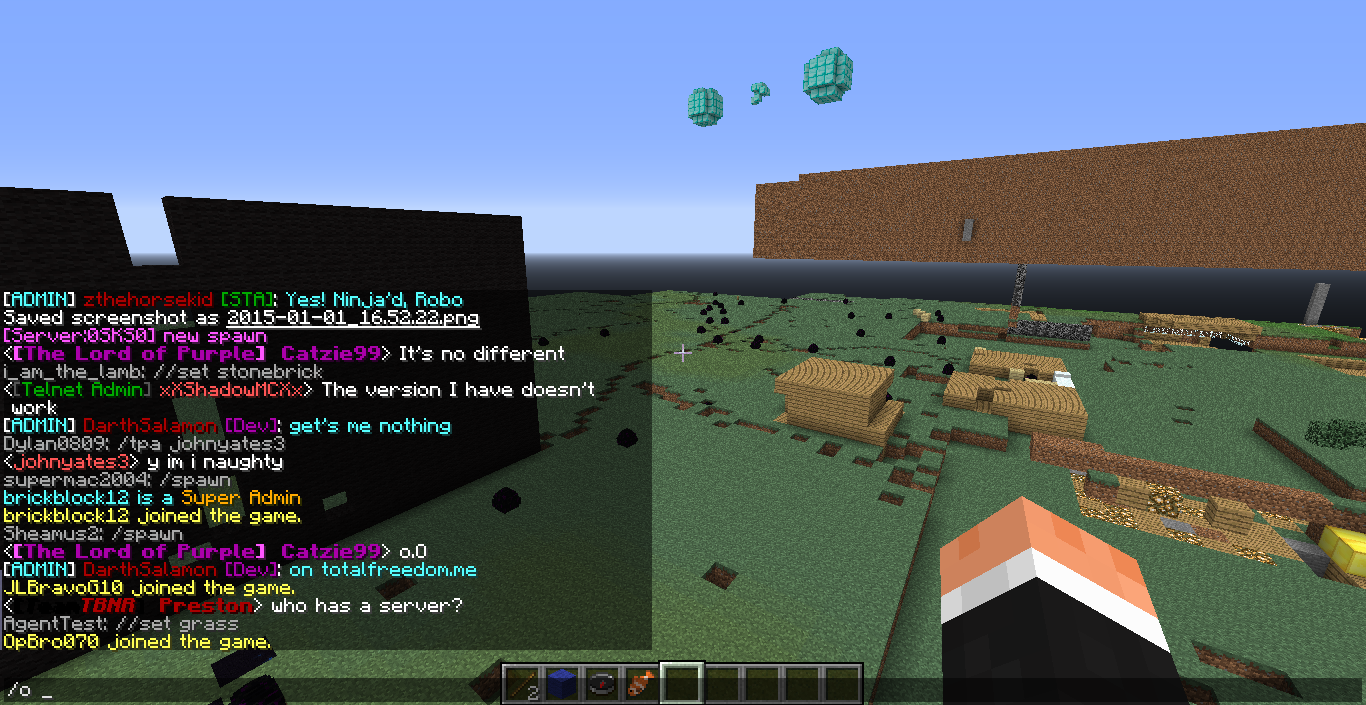 [ADMIN] zthehorsekid [STA]: Yes! Ninja'd, Robo
Saved screenshot as 2015-01-01_16.52.22.png
[Server:0SKS0] new spawn
<[The Lord of Purple] Catzie99> It's no different
i_am_the_lamb: //set stonebrick
<[Telnet Admin] xXShadowMCXx> The version I have doesn't
work
[ADMIN] DarthSalamon [Dev]: get's me nothing
Dylan0809: /tpa johnyates3
<johnyates3> y im i naughty
supermac2004: /spawn
brickblock12 is a Super Admin
brickblock12 joined the game.
Sheamus2: /spawn
<[The Lord of Purple] Catzie99> o.O
[ADMIN] DarthSalamon [Dev]: on totalfreedom.me
JLBravoG10 joined the game.
< TBNR Preston> who has a server?
AgentTest: //set grass
OpBro070 joined the game.
/o _
2